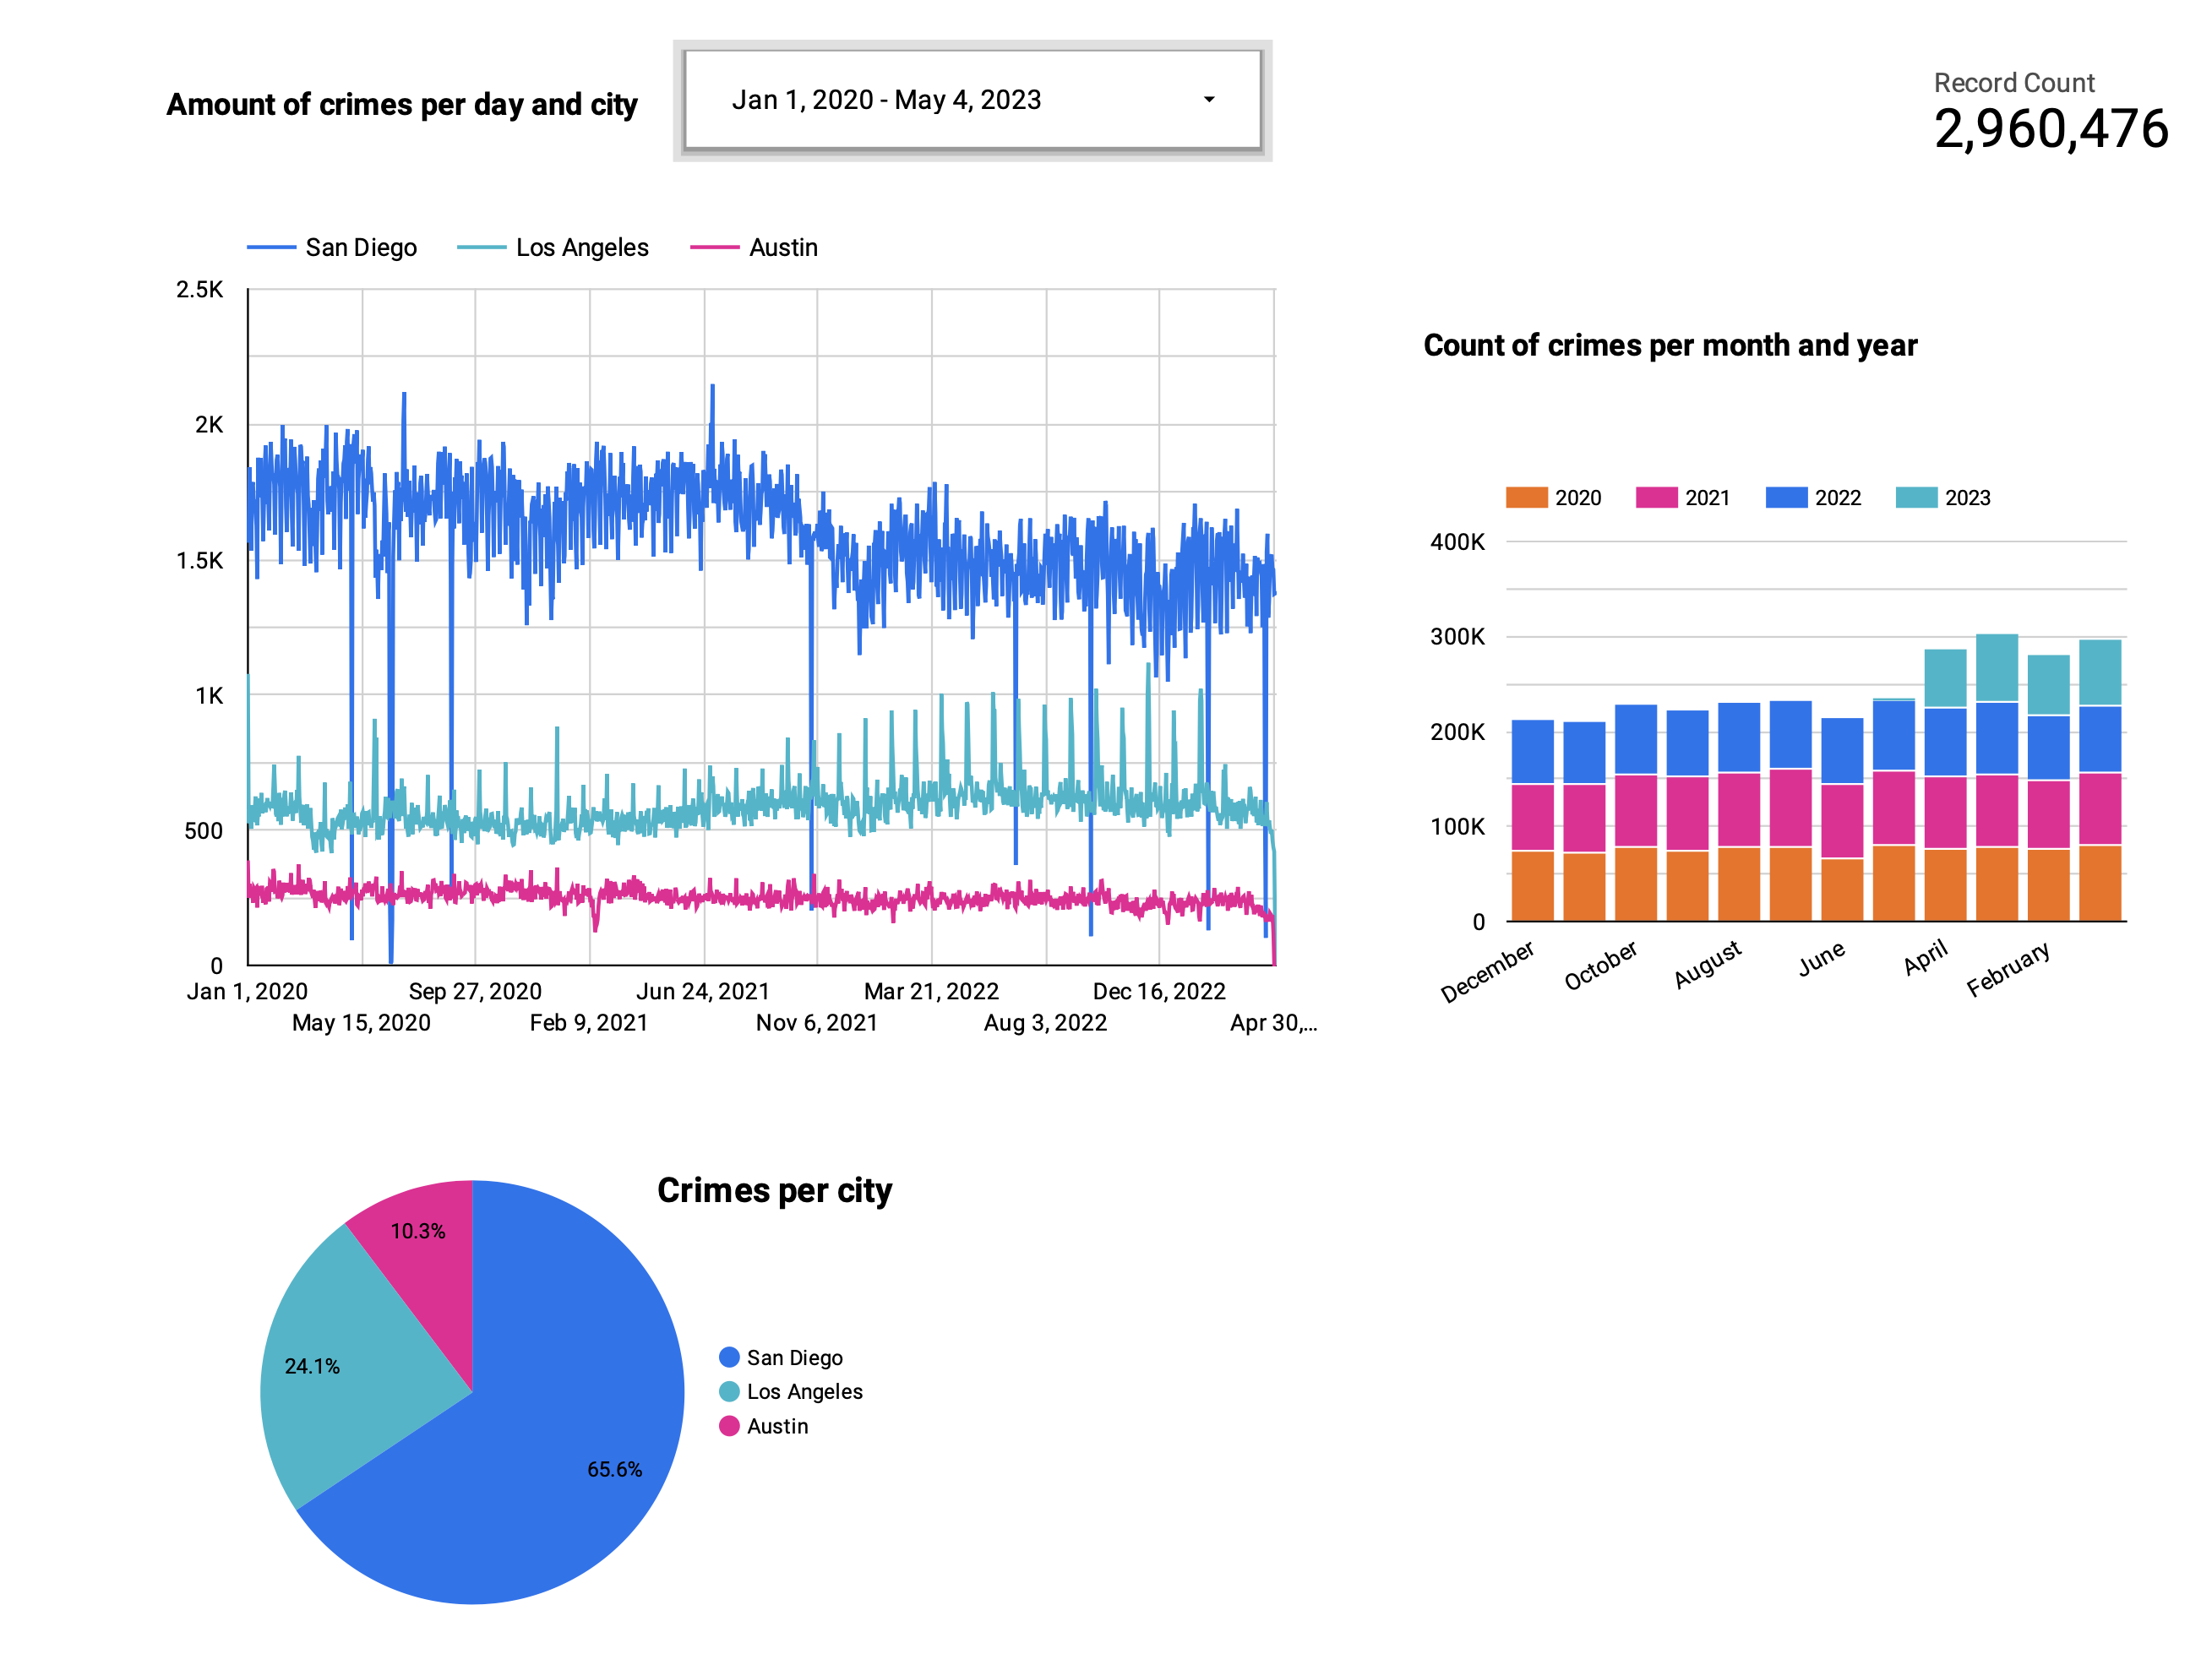 Amount of crimes per day and city
Jan 1, 2020 - May 4, 2023
Record Count
2,960,476
San Diego Los Angeles Austin
2.5K
2K
1.5K
1K
500
0
Jan 1, 2020 Sep 27, 2020 Jun 24, 2021 Mar 21, 2022 Dec 16, 2022
May 15, 2020 Feb 9, 2021 Nov 6, 2021 Aug 3, 2022 Apr 30,...
Count of crimes per month and year
2020 2021 2022 2023
400K
300K
200K
100K
0
December October August June April February
Crimes per city
10.3%
24.1%
65.6%
San Diego
Los Angeles
Austin